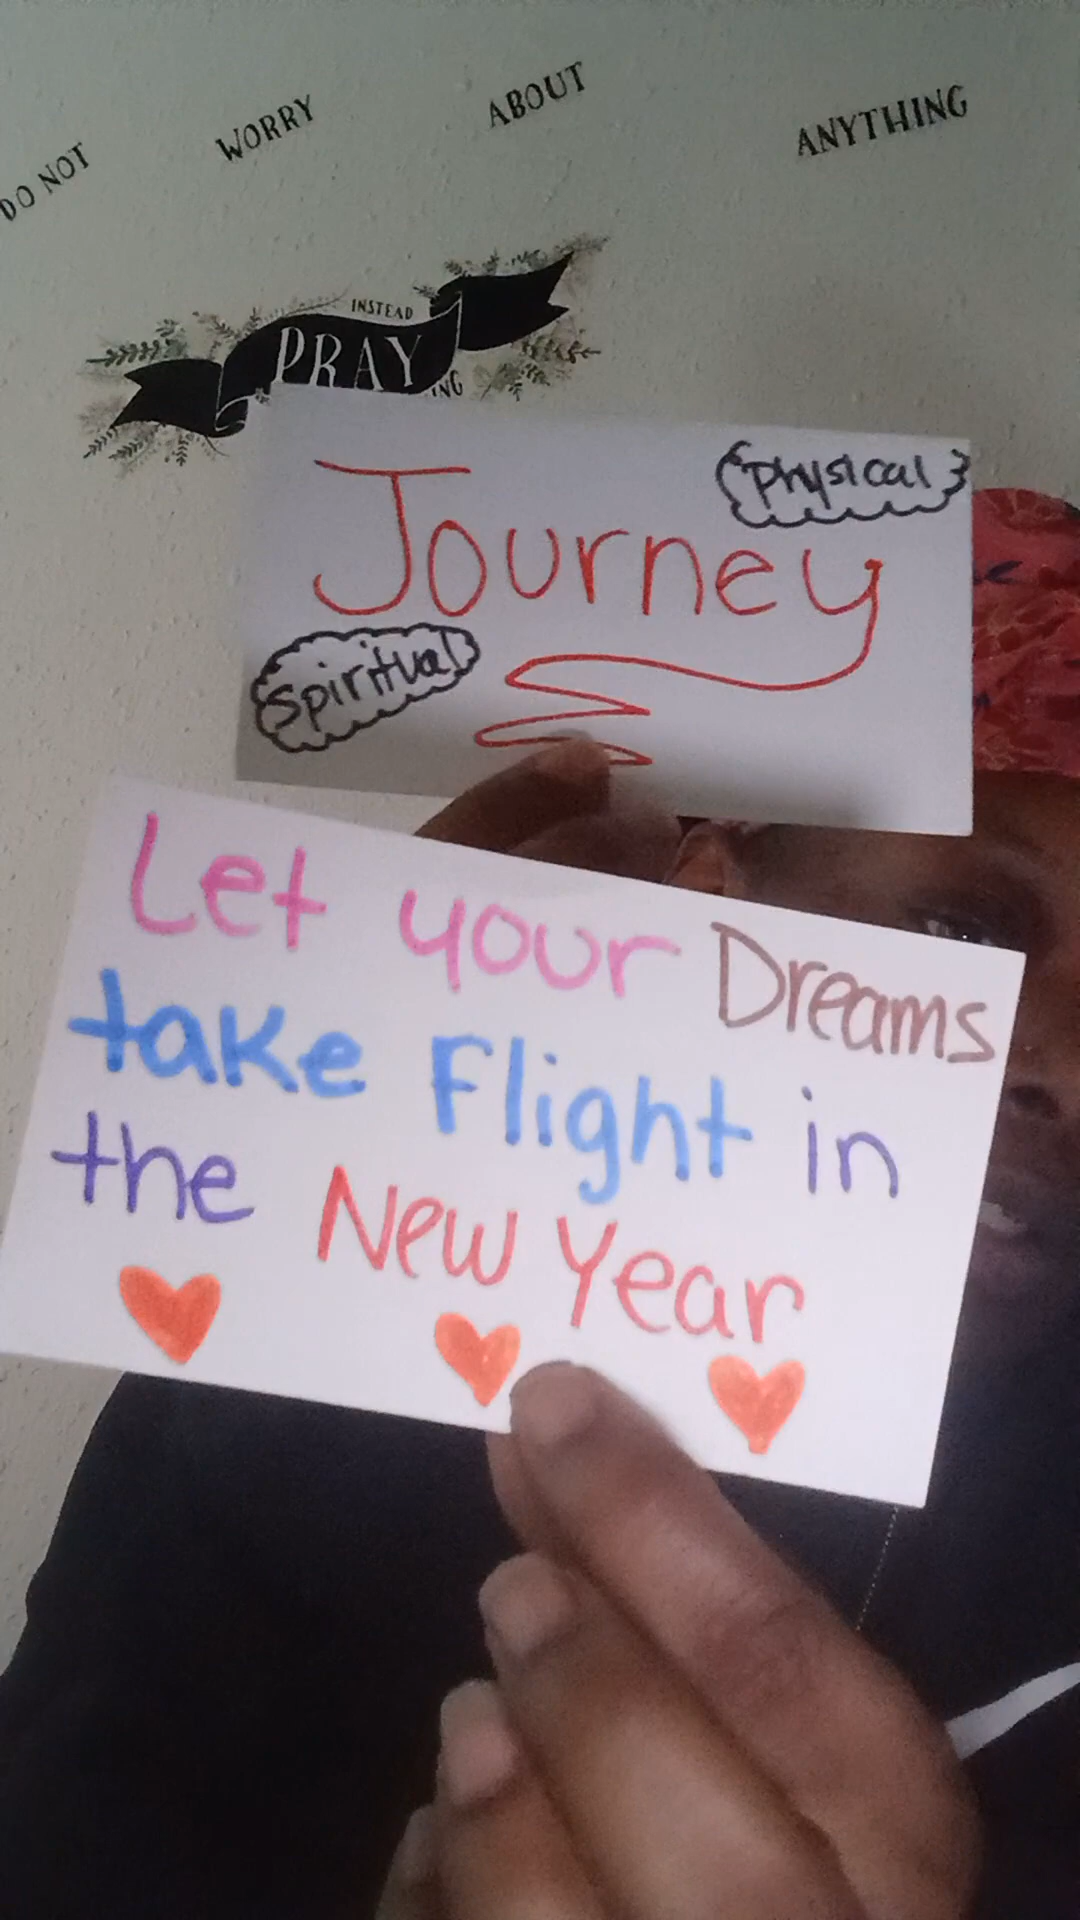 DO NOT WORRY ABOUT ANYTHING
INSTEAD
PRAY
Journey
Physical
Spiritual
Let your Dreams
take Flight in
the New Year